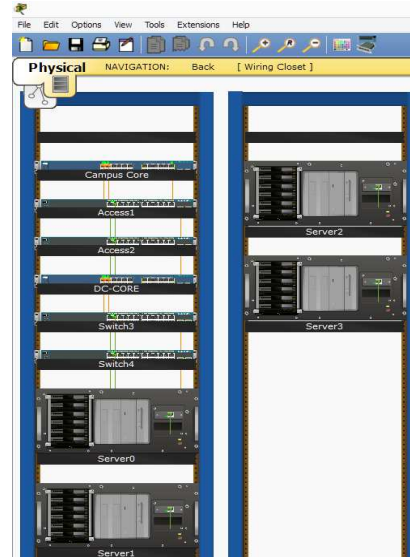 File Edit Options View Tools Extensions Help
Physical NAVIGATION: Back [ Wiring Closet ]
Campus Core
Access1
Access2
DC-CORE
Switch3
Switch4
Server0
Server1
Server2
Server3